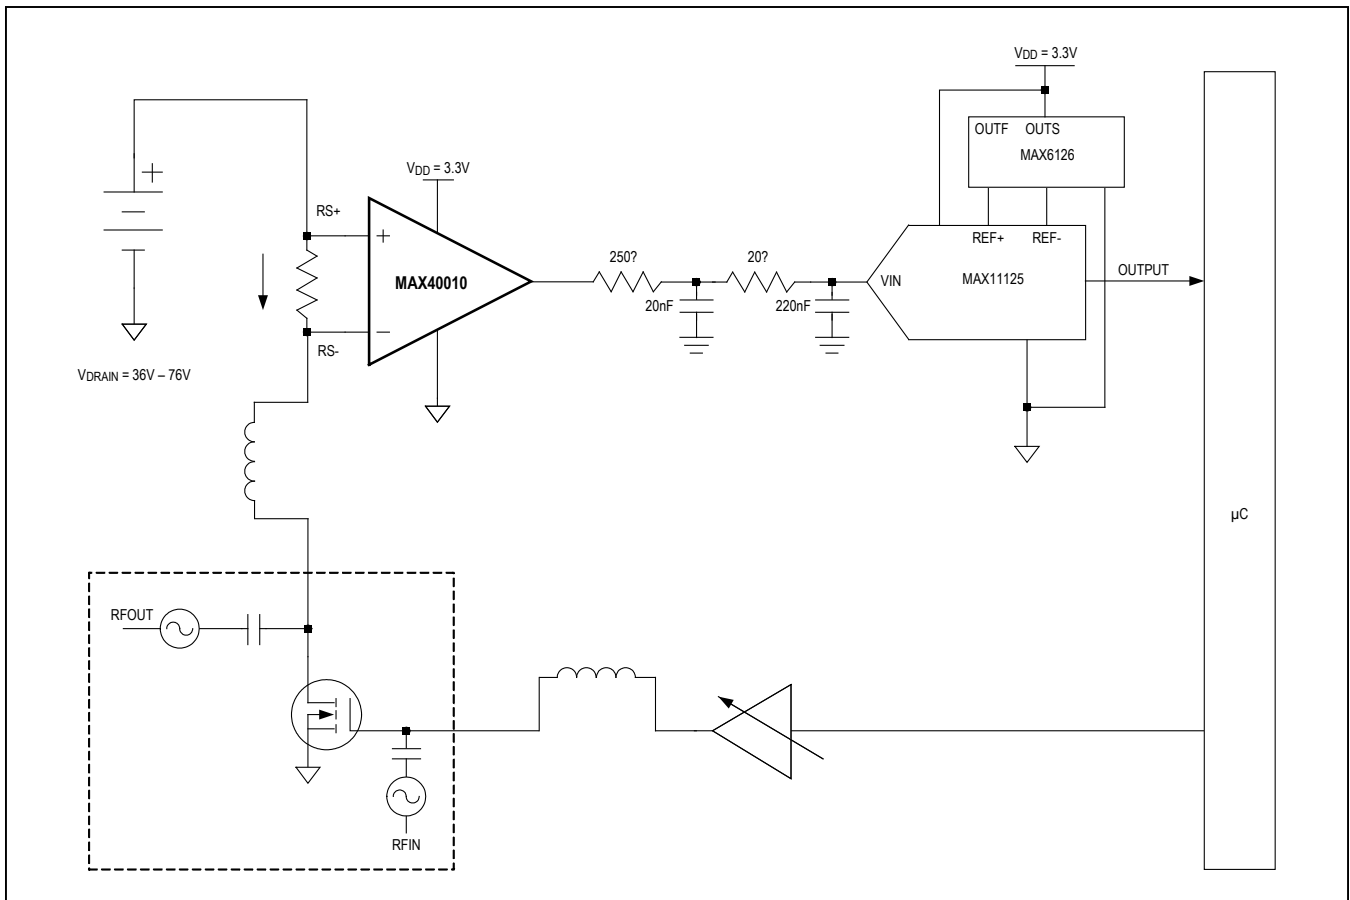 VDD = 3.3V
OUTF OUTS
MAX6126
VDD = 3.3V
RS+
+
+
REF+ REF-
MAX40010
250?
20?
VIN
MAX11125
OUTPUT
20nF
220nF
−
RS-
VDRAIN = 36V – 76V
µC
RFOUT
RFIN